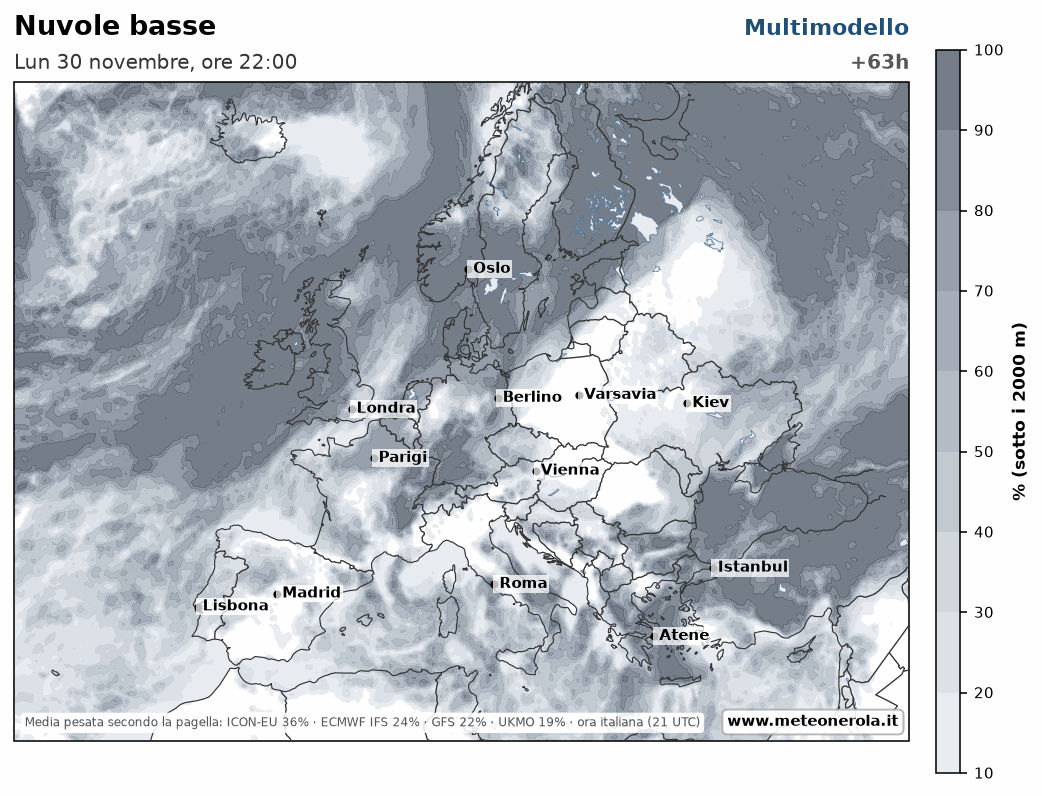 Nuvole basse
Multimodello
Lun 30 novembre, ore 22:00
+63h
100
90
80
70
60
50
40
30
20
10
% (sotto i 2000 m)
Oslo
Berlino
Varsavia
Kiev
Londra
Parigi
Vienna
Istanbul
Roma
Madrid
Lisbona
Atene
Media pesata secondo la pagella: ICON-EU 36% · ECMWF IFS 24% · GFS 22% · UKMO 19% · ora italiana (21 UTC)
www.meteonerola.it